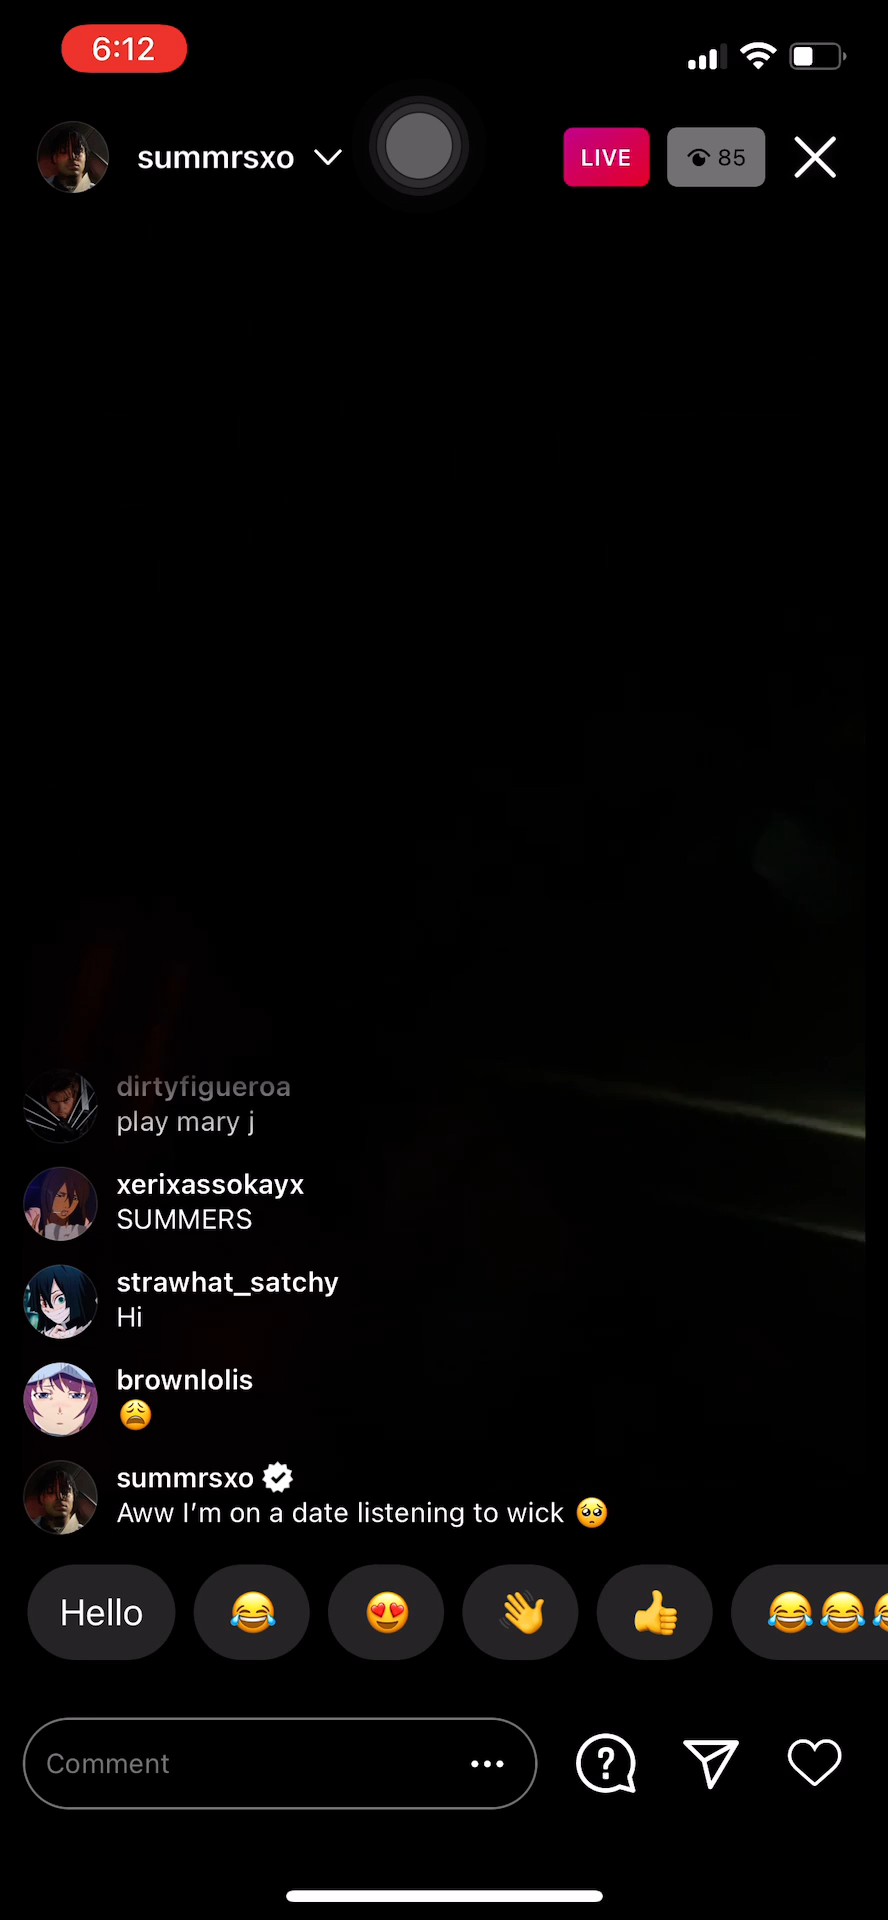 6:12
summrsxo
LIVE
85
dirtyfigueroa
play mary j
xerixassokayx
SUMMERS
strawhat_satchy
Hi
brownlolis
😩
summrsxo
Aww I’m on a date listening to wick 🥺
Hello 😂 😍 👋 👍 😂😂😂
Comment